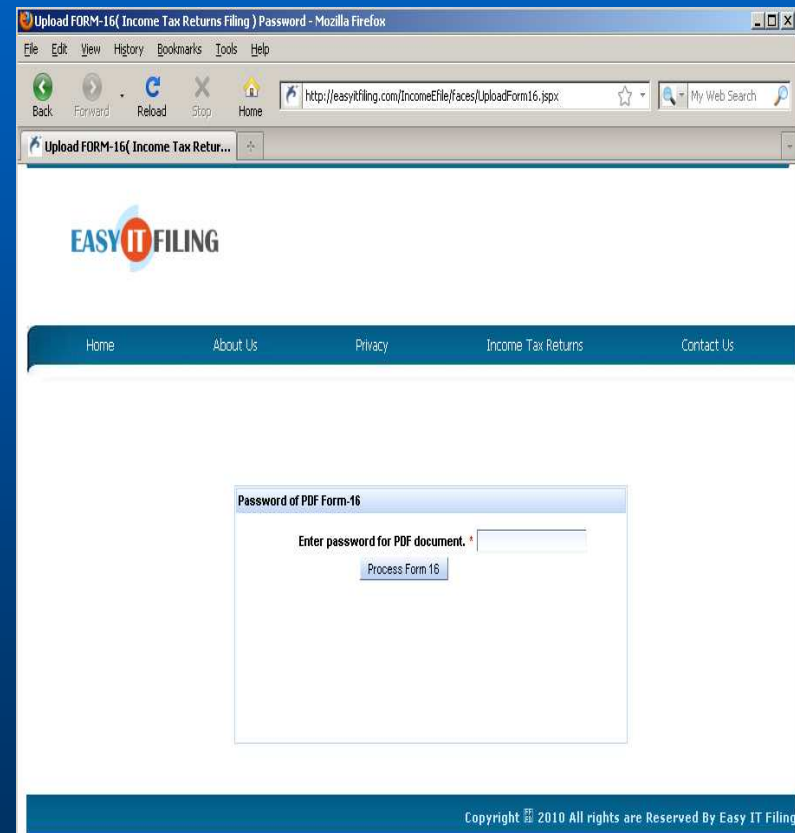 Upload FORM-16( Income Tax Returns Filing ) Password - Mozilla Firefox
File Edit View History Bookmarks Tools Help
Back Forward Reload Stop Home http://easyitfiling.com/IncomeEfile/faces/UploadForm16.jspx My Web Search
Upload FORM-16( Income Tax Retur...
EASY IT FILING
Home About Us Privacy Income Tax Returns Contact Us
Password of PDF Form-16
Enter password for PDF document. *
Process Form 16
Copyright 2010 All rights are Reserved By Easy IT Filing